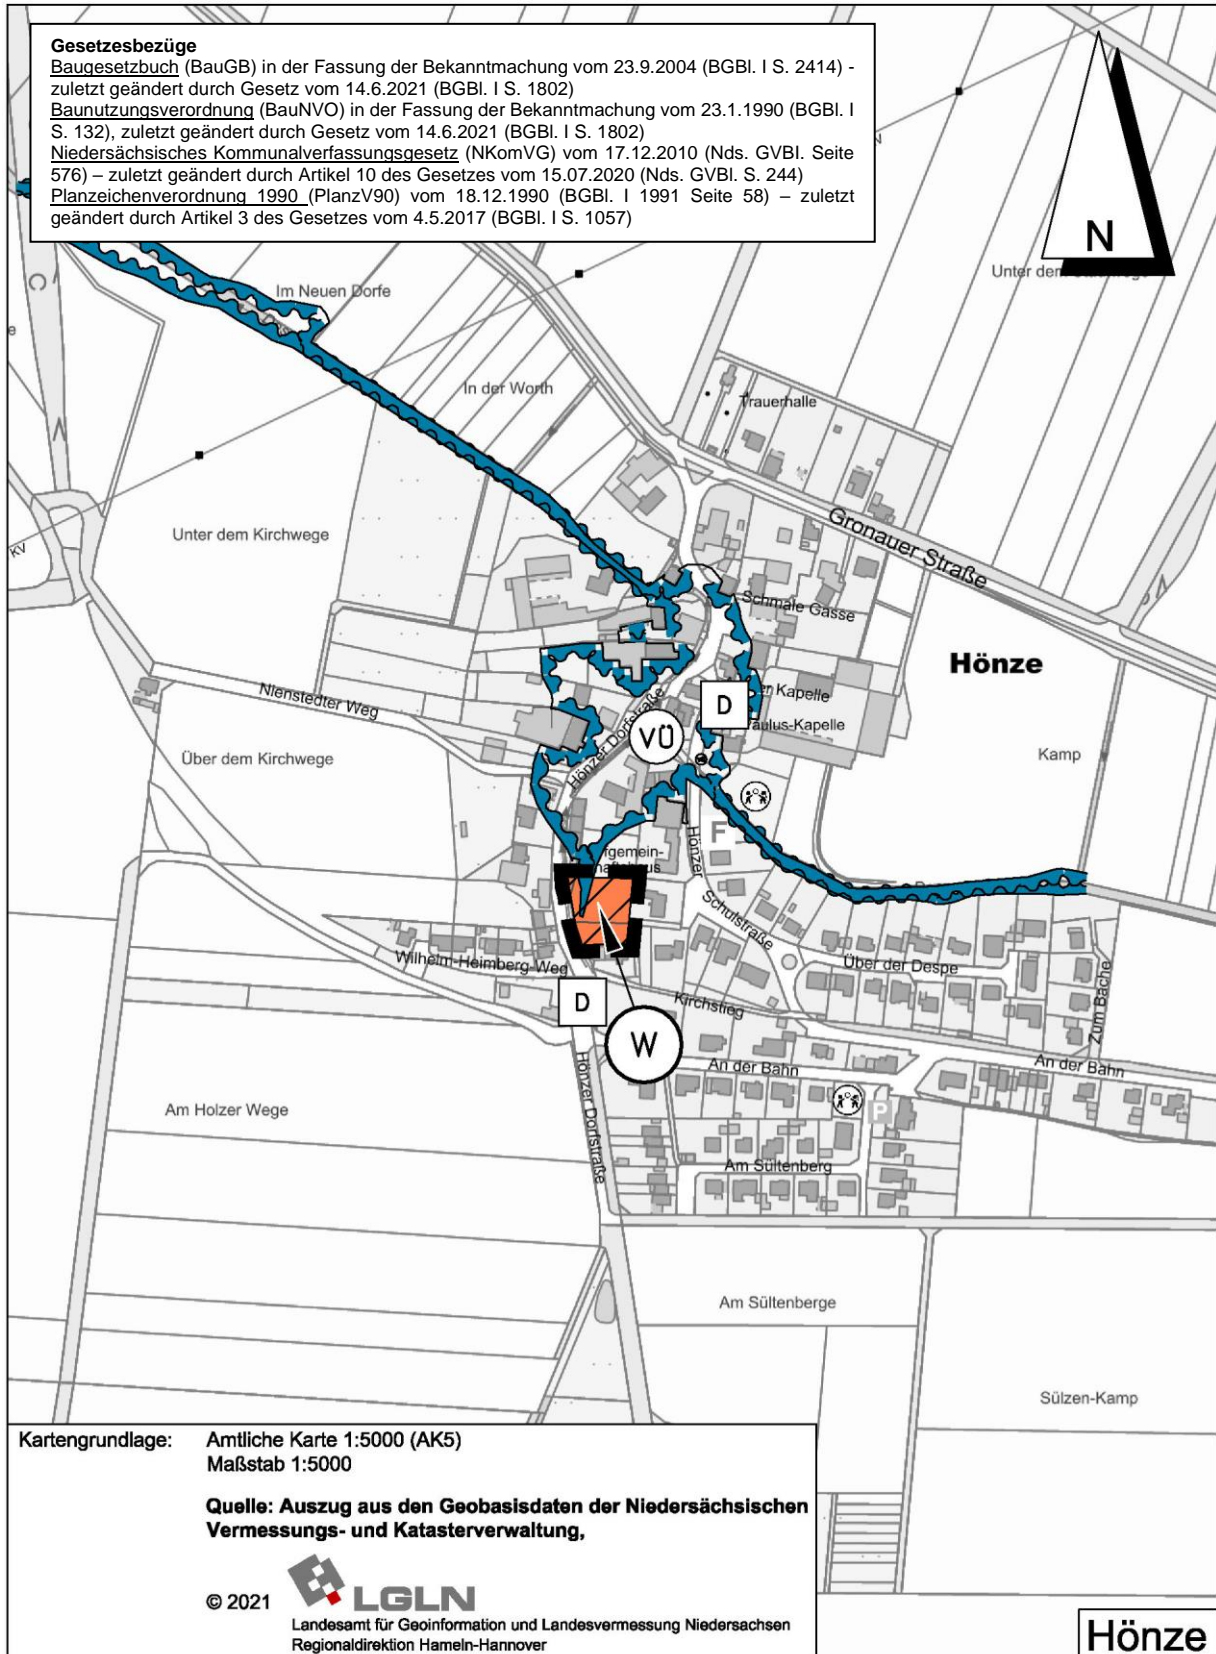 Gesetzesbezüge
Baugesetzbuch (BauGB) in der Fassung der Bekanntmachung vom 23.9.2004 (BGBl. I S. 2414) -
zuletzt geändert durch Gesetz vom 14.6.2021 (BGBl. I S. 1802)
Baunutzungsverordnung (BauNVO) in der Fassung der Bekanntmachung vom 23.1.1990 (BGBl. I
S. 132), zuletzt geändert durch Gesetz vom 14.6.2021 (BGBl. I S. 1802)
Niedersächsisches Kommunalverfassungsgesetz (NKomVG) vom 17.12.2010 (Nds. GVBl. Seite
576) – zuletzt geändert durch Artikel 10 des Gesetzes vom 15.07.2020 (Nds. GVBl. S. 244)
Planzeichenverordnung 1990 (PlanzV90) vom 18.12.1990 (BGBl. I 1991 Seite 58) – zuletzt
geändert durch Artikel 3 des Gesetzes vom 4.5.2017 (BGBl. I S. 1057)
N
Unter dem
Im Neuen Dorfe
In der Worth
Trauerhalle
Gronauer Straße
Unter dem Kirchwege
kV
Schmale Gasse
Hönze
Nienstedter Weg
er Kapelle
D
aulus-Kapelle
VÜ
Hönzer Dorfstraße
Über dem Kirchwege
Kamp
F
Hönzer
Schulstraße
fgemein-
haftshaus
Wilhelm-Heimberg-Weg
Über der Despe
Zum Bache
D
Kirchstieg
W
An der Bahn
An der Bahn
P
Am Holzer Wege
Hönzer Dorfstraße
Am Sültenberg
Am Sültenberge
Sülzen-Kamp
Kartengrundlage: Amtliche Karte 1:5000 (AK5)
Maßstab 1:5000
Quelle: Auszug aus den Geobasisdaten der Niedersächsischen
Vermessungs- und Katasterverwaltung,
© 2021 LGLN
Landesamt für Geoinformation und Landesvermessung Niedersachsen
Regionaldirektion Hameln-Hannover
Hönze